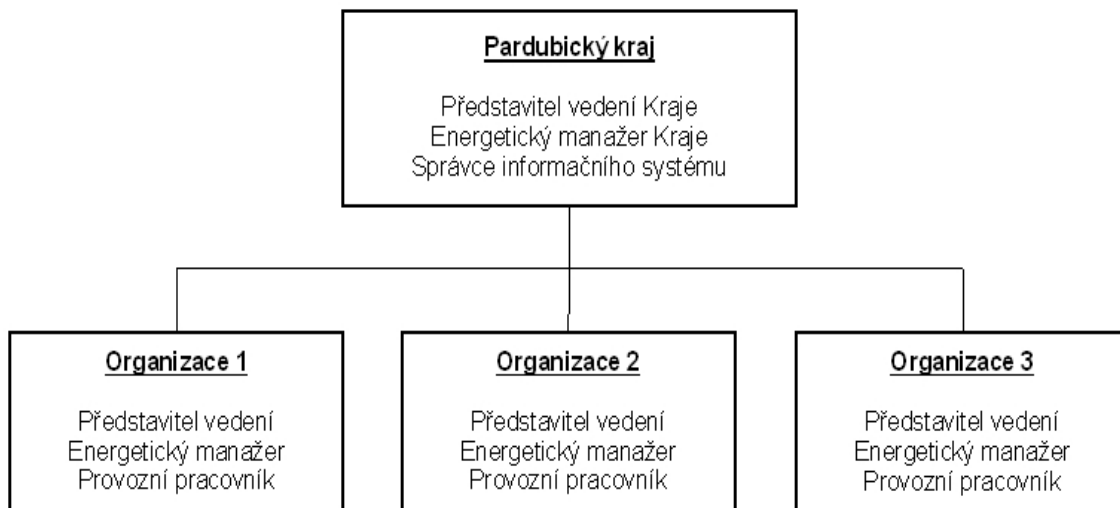 Pardubický kraj
Představitel vedení Kraje
Energetický manažer Kraje
Správce informačního systému
Organizace 1
Představitel vedení
Energetický manažer
Provozní pracovník
Organizace 2
Představitel vedení
Energetický manažer
Provozní pracovník
Organizace 3
Představitel vedení
Energetický manažer
Provozní pracovník